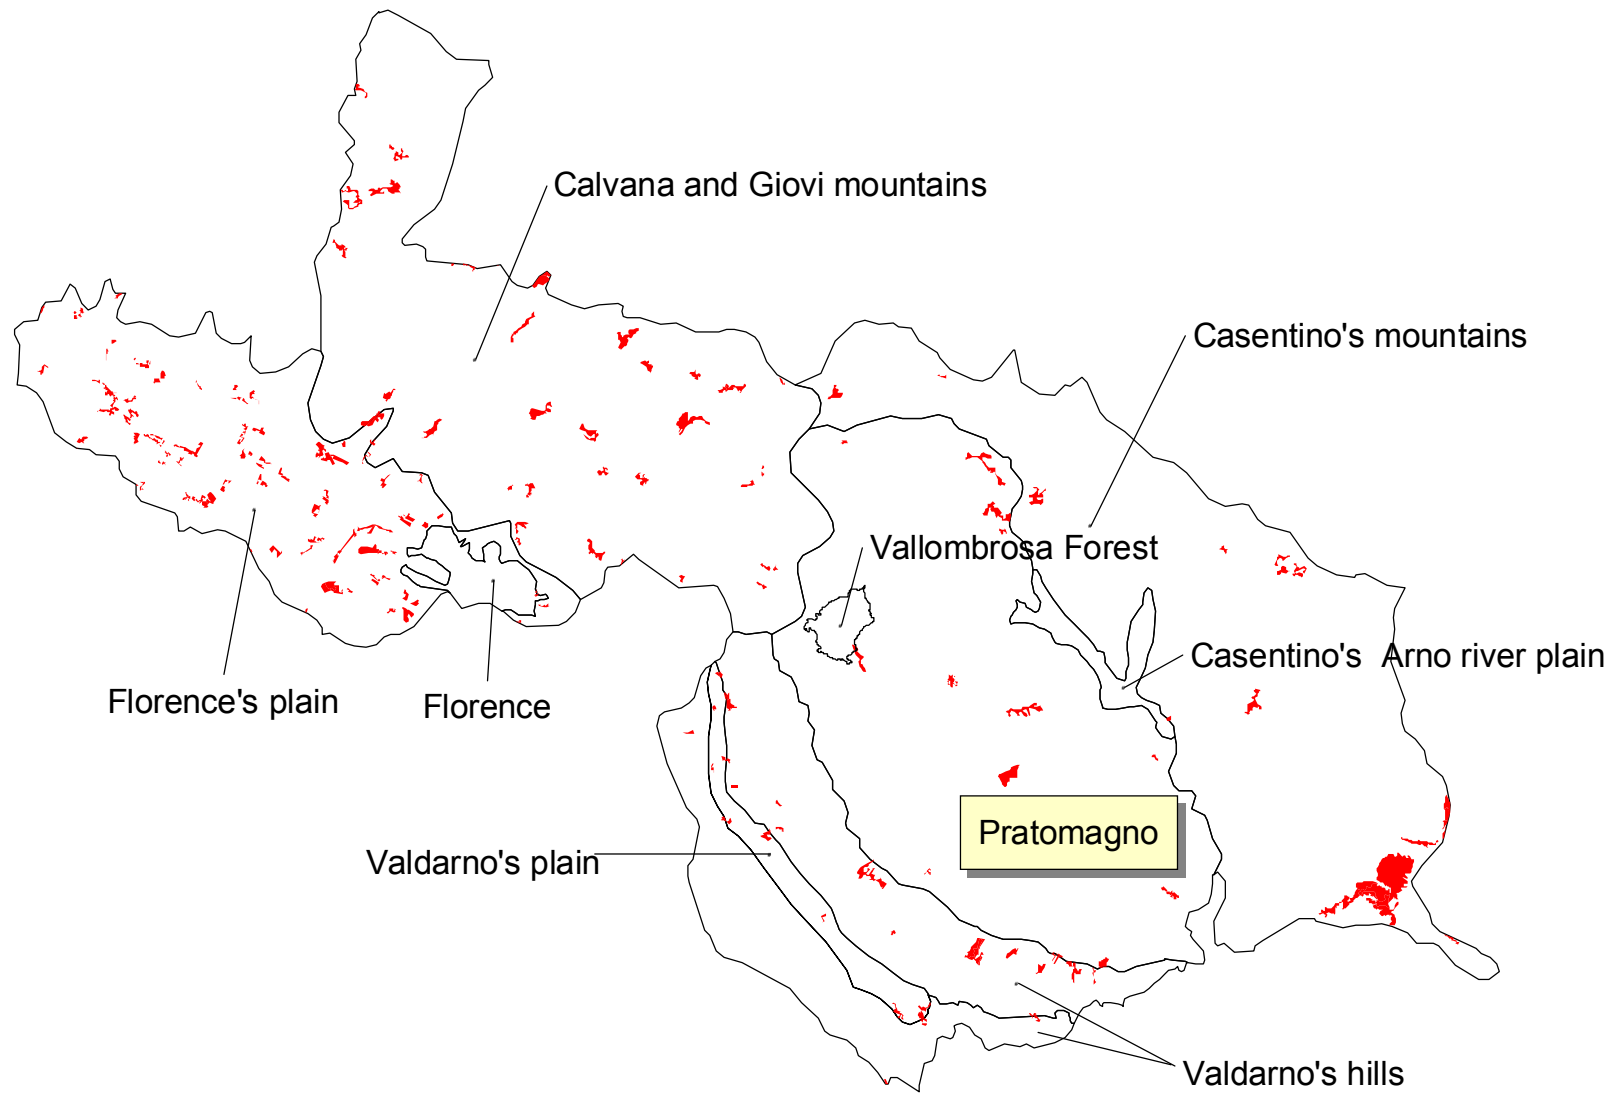 Calvana and Giovi mountains
Casentino's mountains
Vallombrosa Forest
Casentino's Arno river plain
Florence's plain
Florence
Pratomagno
Valdarno's plain
Valdarno's hills